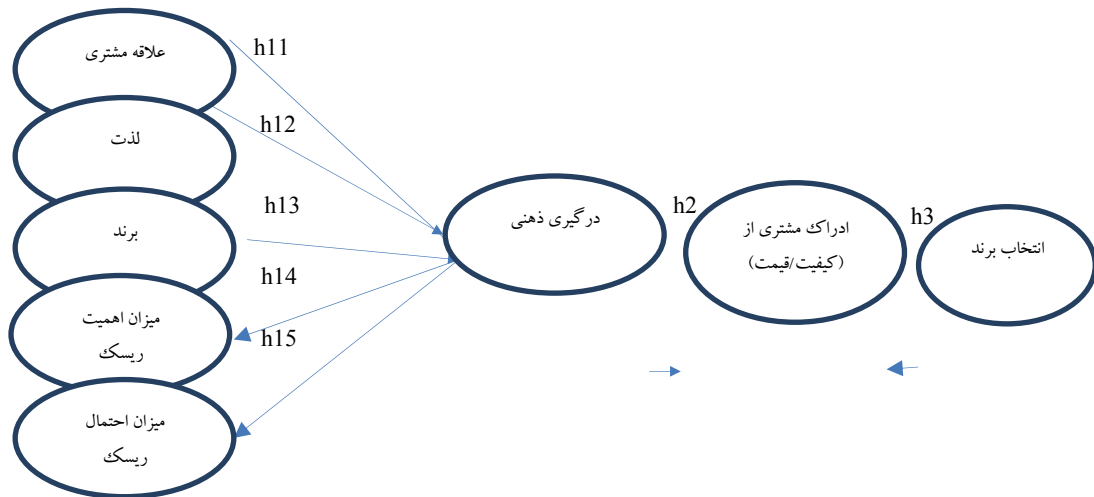 علاقه مشتری
h11
لذت
h12
برند
h13
میزان اهمیت
ریسک
h14
میزان احتمال
ریسک
h15
درگیری ذهنی
h2
ادراک مشتری از
(کیفیت/قیمت)
h3
انتخاب برند